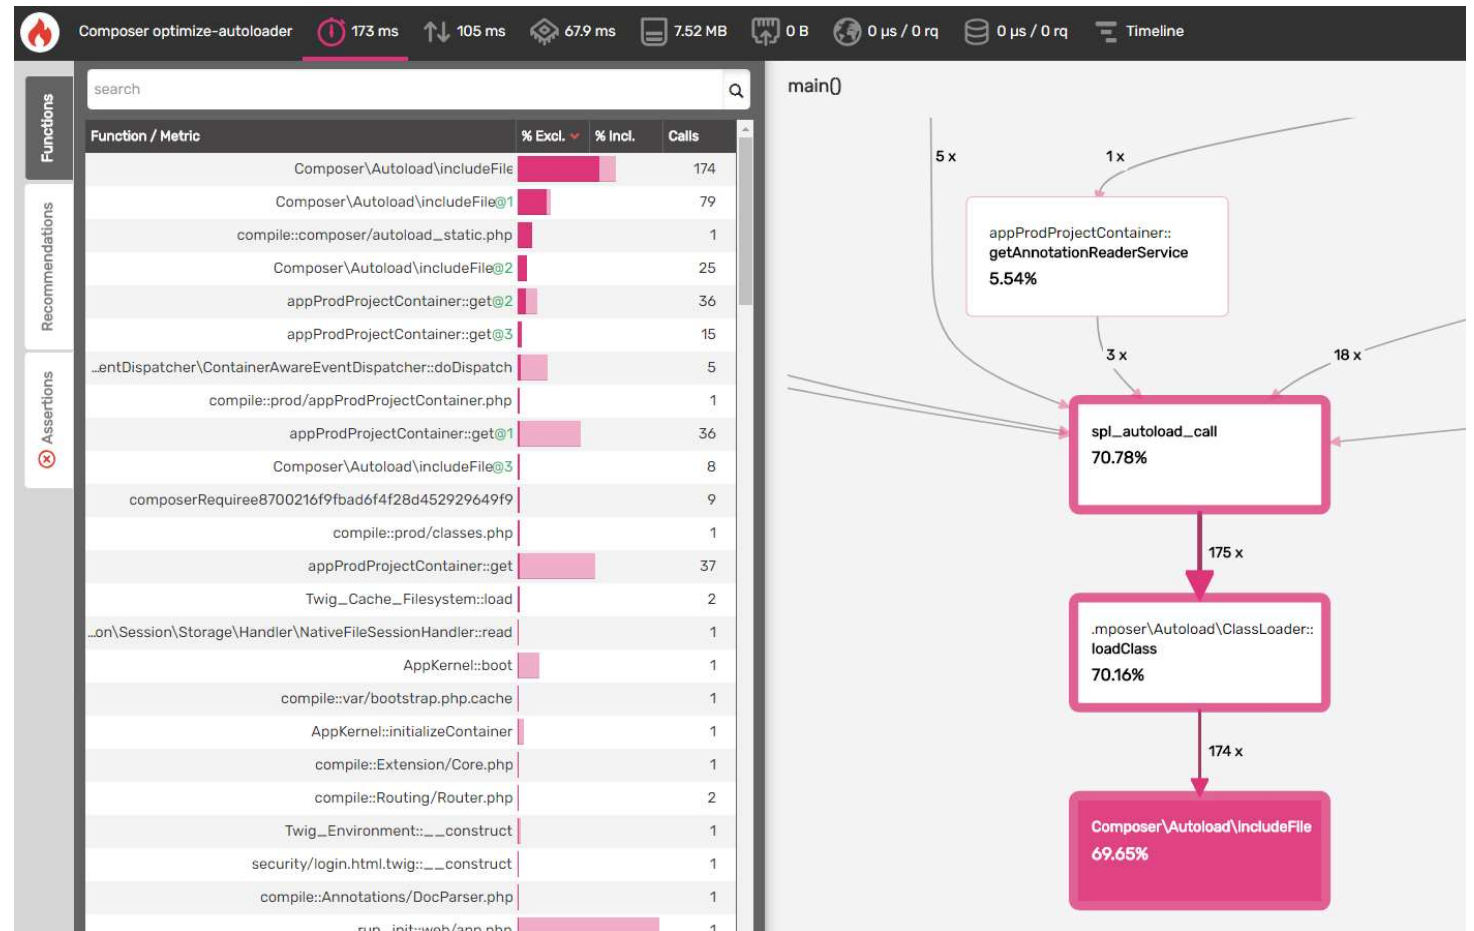 Composer optimize-autoloader 173 ms 105 ms 67.9 ms 7.52 MB 0 B 0 µs / 0 rq 0 µs / 0 rq Timeline
Functions
Recommendations
Assertions
search
Function / Metric % Excl. % Incl. Calls
Composer\Autoload\includeFile 174
Composer\Autoload\includeFile@1 79
compile::composer/autoload_static.php 1
Composer\Autoload\includeFile@2 25
appProdProjectContainer::get@2 36
appProdProjectContainer::get@3 15
…entDispatcher\ContainerAwareEventDispatcher::doDispatch 5
compile::prod/appProdProjectContainer.php 1
appProdProjectContainer::get@1 36
Composer\Autoload\includeFile@3 8
composerRequiree8700216f9fbad6f4f28d452929649f9 9
compile::prod/classes.php 1
appProdProjectContainer::get 37
Twig_Cache_Filesystem::load 2
…on\Session\Storage\Handler\NativeFileSessionHandler::read 1
AppKernel::boot 1
compile::var/bootstrap.php.cache 1
AppKernel::initializeContainer 1
compile::Extension/Core.php 1
compile::Routing/Router.php 2
Twig_Environment::__construct 1
security/login.html.twig::__construct 1
compile::Annotations/DocParser.php 1
run_init::web/app.php 1
main()
5 x
1 x
appProdProjectContainer::
getAnnotationReaderService
5.54%
3 x
18 x
spl_autoload_call
70.78%
175 x
.mposer\Autoload\ClassLoader::
loadClass
70.16%
174 x
Composer\Autoload\includeFile
69.65%